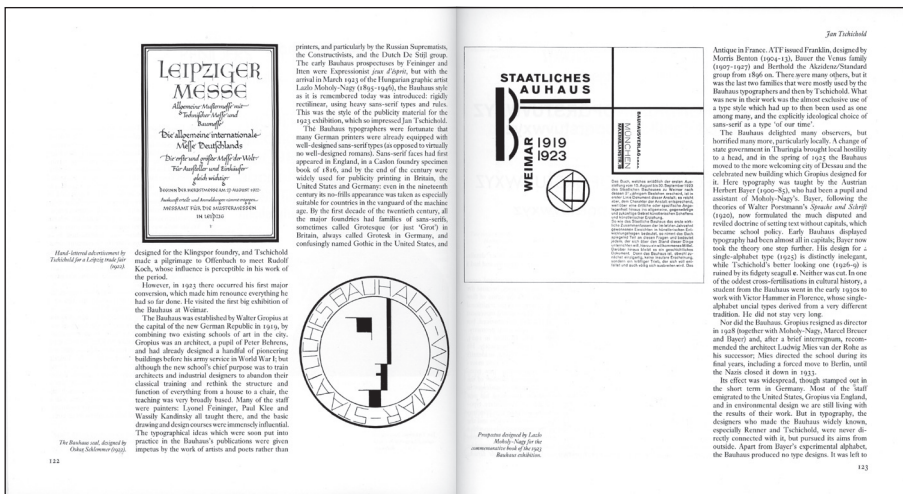 LEIPZIGER
MESSE
Allgemeine Mustermesse mit
Technischer Messe und
Baumesse
Die allgemeine internationale
Messe Deutschlands
Die erste und größte Messe der Welt
Für Aussteller und Einkäufer
gleich wichtig
MESSAMT FÜR DIE MUSTERMESSEN
IN LEIPZIG
Hand-lettered advertisement by
Tschichold for a Leipzig trade fair
(1922).
designed for the Klingspor foundry, and Tschichold
made a pilgrimage to Offenbach to meet Rudolf
Koch, whose influence is perceptible in his work of
the period.
However, in 1923 there occurred his first major
conversion, which made him renounce everything he
had so far done. He visited the first big exhibition of
the Bauhaus at Weimar.
The Bauhaus was established by Walter Gropius at
the capital of the new German Republic in 1919, by
combining two existing schools of art in the city.
Gropius was an architect, a pupil of Peter Behrens,
and had already designed a handful of pioneering
buildings before his army service in World War I; but
although the new school's chief purpose was to train
architects and industrial designers to abandon their
classical training and rethink the structure and
function of everything from a house to a chair, the
teaching was very broadly based. Many of the staff
were painters: Lyonel Feininger, Paul Klee and
Wassily Kandinsky all taught there, and the basic
drawing and design courses were immensely influential.
The typographical ideas which were soon put into
practice in the Bauhaus's publications were given
impetus by the work of artists and poets rather than
The Bauhaus seal, designed by
Oskar Schlemmer (1922).
122
printers, and particularly by the Russian Suprematists,
the Constructivists, and the Dutch De Stijl group.
The early Bauhaus prospectuses by Feininger and
Itten were Expressionist jeux d'ésprit, but with the
arrival in March 1923 of the Hungarian graphic artist
Lazlo Moholy-Nagy (1895–1946), the Bauhaus style
as it is remembered today was introduced: rigidly
rectilinear, using heavy sans-serif types and rules.
This was the style of the publicity material for the
1923 exhibition, which so impressed Jan Tschichold.
The Bauhaus typographers were fortunate that
many German printers were already equipped with
well-designed sans-serif types (as opposed to virtually
no well-designed romans). Sans-serif faces had first
appeared in England, in a Caslon foundry specimen
book of 1816, and by the end of the century were
widely used for publicity printing in Britain, the
United States and Germany: even in the nineteenth
century its no-frills appearance was taken as especially
suitable for countries in the vanguard of the machine
age. By the first decade of the twentieth century, all
the major foundries had families of sans-serifs,
sometimes called Grotesque (or just 'Grot') in
Britain, always called Grotesk in Germany, and
confusingly named Gothic in the United States, and
STAATLICHES BAUHAUS – WEIMAR
STAATLICHES
BAUHAUS
WEIMAR
1919
1923
BAUHAUSVERLAG
MÜNCHEN
Prospectus designed by Lazlo
Moholy-Nagy for the
commemorative book of the 1923
Bauhaus exhibition.
Jan Tschichold
Antique in France. ATF issued Franklin, designed by
Morris Benton (1904–13), Bauer the Venus family
(1907–1927) and Berthold the Akzidenz/Standard
group from 1896 on. There were many others, but it
was the last two families that were mostly used by the
Bauhaus typographers and then by Tschichold. What
was new in their work was the almost exclusive use of
a type style which had up to then been used as one
among many, and the explicitly ideological choice of
sans-serif as a type 'of our time'.
The Bauhaus delighted many observers, but
horrified many more, particularly locally. A change of
state government in Thuringia brought local hostility
to a head, and in the spring of 1925 the Bauhaus
moved to the more welcoming city of Dessau and the
celebrated new building which Gropius designed for
it. Here typography was taught by the Austrian
Herbert Bayer (1900–85), who had been a pupil and
assistant of Moholy-Nagy's. Bayer, following the
theories of Walter Porstmann's Sprache und Schrift
(1920), now formulated the much disputed and
reviled doctrine of setting text without capitals, which
became school policy. Early Bauhaus displayed
typography had been almost all in capitals; Bayer now
took the theory one step further. His design for a
single-alphabet type (1925) is distinctly inelegant,
while Tschichold's better looking one (1926–9) is
ruined by its fidgety seagull e. Neither was cut. In one
of the oddest cross-fertilisations in cultural history, a
student from the Bauhaus went in the early 1930s to
work with Victor Hammer in Florence, whose single-
alphabet uncial types derived from a very different
tradition. He did not stay very long.
Nor did the Bauhaus. Gropius resigned as director
in 1928 (together with Moholy-Nagy, Marcel Breuer
and Bayer) and, after a brief interregnum, recom-
mended the architect Ludwig Mies van der Rohe as
his successor; Mies directed the school during its
final years, including a forced move to Berlin, until
the Nazis closed it down in 1933.
Its effect was widespread, though stamped out in
the short term in Germany. Most of the staff
emigrated to the United States, Gropius via England,
and in environmental design we are still living with
the results of their work. But in typography, the
designers who made the Bauhaus widely known,
especially Renner and Tschichold, were never di-
rectly connected with it, but pursued its aims from
outside. Apart from Bayer's experimental alphabet,
the Bauhaus produced no type designs. It was left to
123